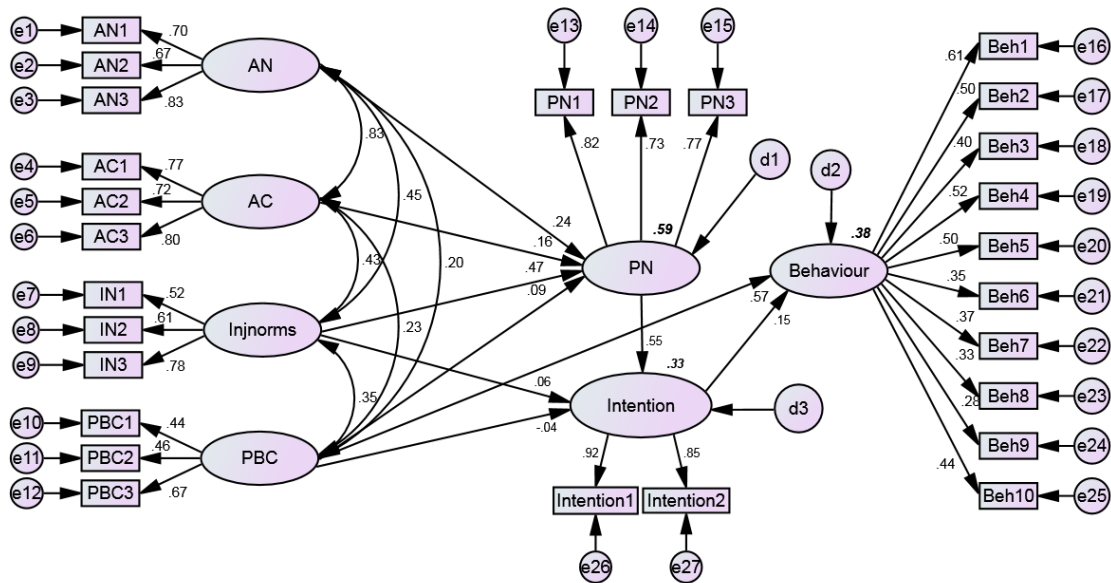 e1
AN1
.70
e2
AN2
.67
AN
e3
AN3
.83
e4
AC1
.77
e5
AC2
.72
AC
e6
AC3
.80
e7
IN1
.52
e8
IN2
.61
Injnorms
e9
IN3
.78
e10
PBC1
.44
e11
PBC2
.46
PBC
e12
PBC3
.67
.83
.45
.20
.43
.23
.35
.24
.16
.47
.09
e13
e14
e15
PN1
PN2
PN3
.82
.73
.77
d1
.59
PN
.55
.06
-.04
.33
Intention
d3
.92
.85
Intention1
Intention2
e26
e27
d2
.38
Behaviour
.57
.15
.61
Beh1
e16
.50
Beh2
e17
.40
Beh3
e18
.52
Beh4
e19
.50
Beh5
e20
.35
Beh6
e21
.37
Beh7
e22
.33
Beh8
e23
.28
Beh9
e24
.44
Beh10
e25